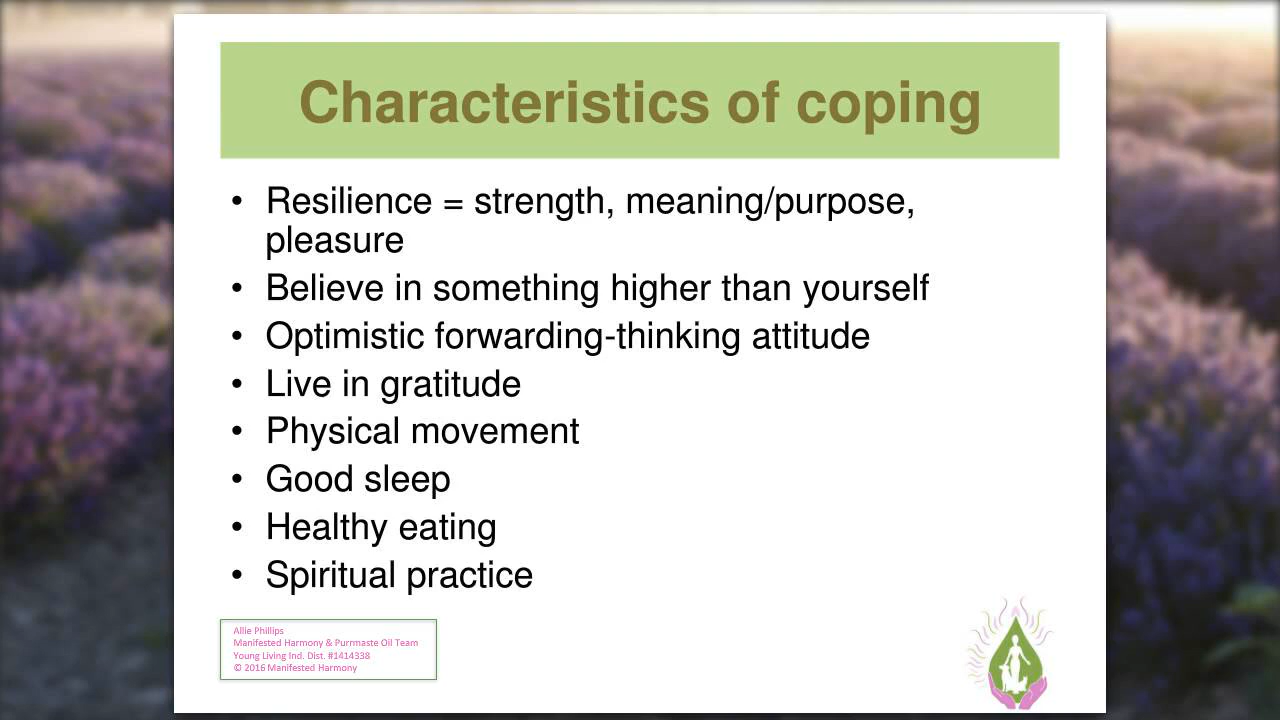 Characteristics of coping
• Resilience = strength, meaning/purpose,
pleasure
• Believe in something higher than yourself
• Optimistic forwarding-thinking attitude
• Live in gratitude
• Physical movement
• Good sleep
• Healthy eating
• Spiritual practice
Allie Phillips
Manifested Harmony & Purrmaste Oil Team
Young Living Ind. Dist. #1414338
© 2016 Manifested Harmony